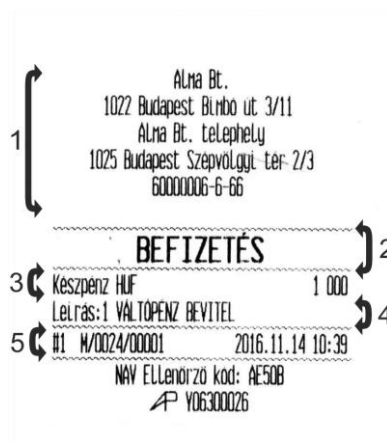 Alma Bt.
1022 Budapest Bimbó út 3/11
Alma Bt. telephely
1025 Budapest Szépvölgyi tér 2/3
60000006-6-66
1
BEFIZETÉS
2
3 Készpénz HUF 1 000
Leírás:1 VÁLTÓPÉNZ BEVITEL 4
5 #1 M/0024/00001 2016.11.14 10:39
NAV Ellenőrző kód: AE50B
AP Y06300026